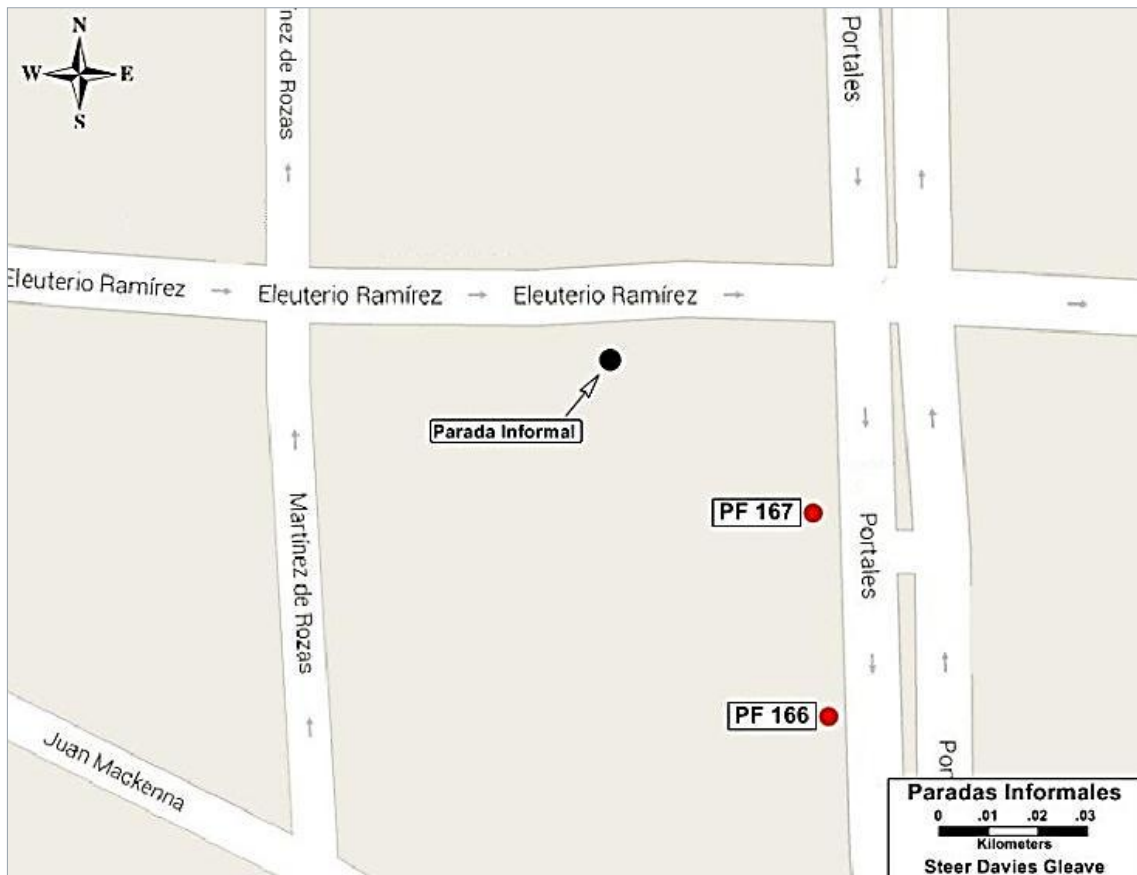 N
W E
S
ínez de Rozas
Portales
Eleuterio Ramírez
Eleuterio Ramírez
Eleuterio Ramírez
Parada Informal
PF 167
Portales
Martínez de Rozas
PF 166
Juan Mackenna
Por
Paradas Informales
0 .01 .02 .03
Kilometers
Steer Davies Gleave